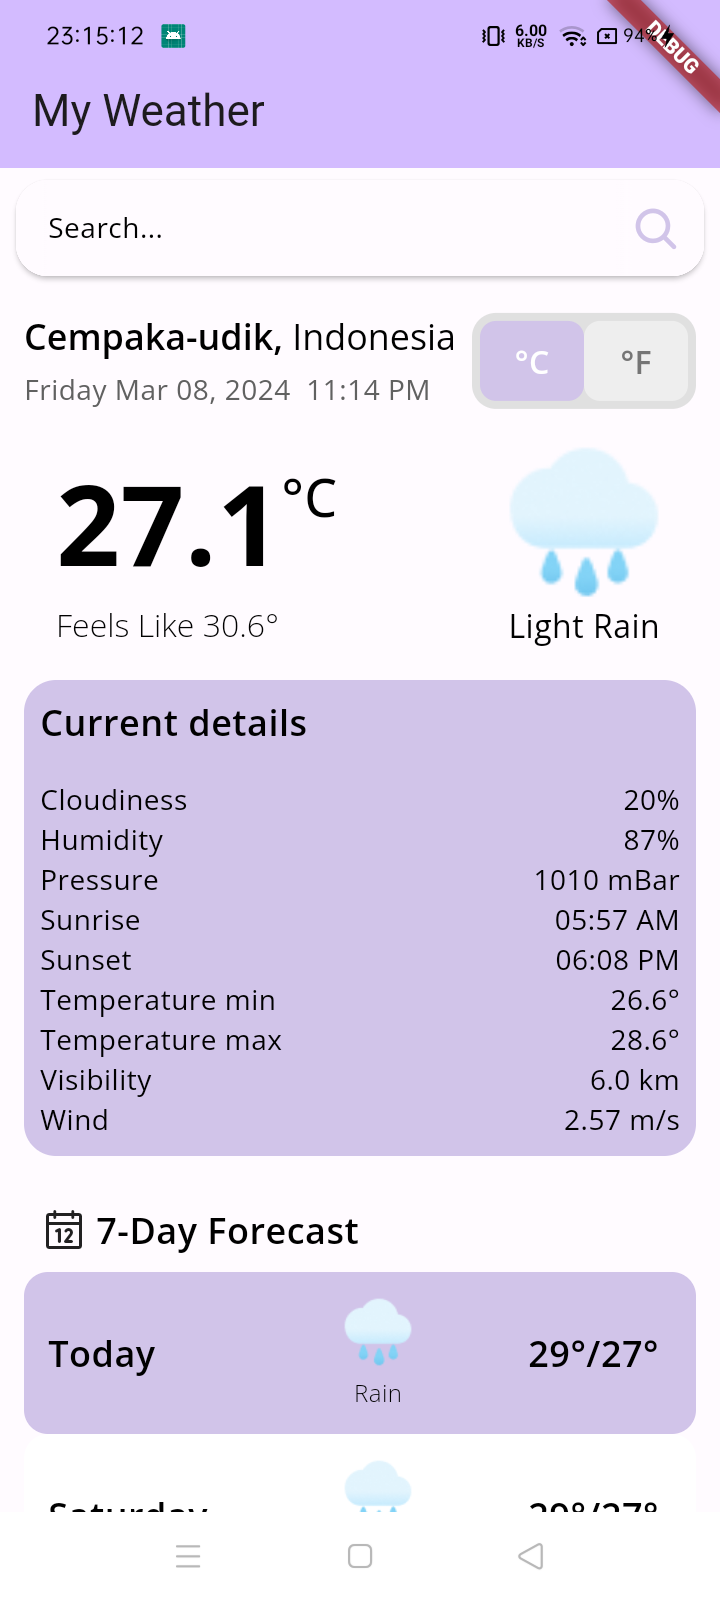 23:15:12 6.00 KB/S 94%
DEBUG
My Weather
Search...
Cempaka-udik, Indonesia
Friday Mar 08, 2024 11:14 PM
°C °F
27.1°C
Feels Like 30.6°
Light Rain
Current details
Cloudiness 20%
Humidity 87%
Pressure 1010 mBar
Sunrise 05:57 AM
Sunset 06:08 PM
Temperature min 26.6°
Temperature max 28.6°
Visibility 6.0 km
Wind 2.57 m/s
12 7-Day Forecast
Today 29°/27°
Rain
Saturday 29°/27°